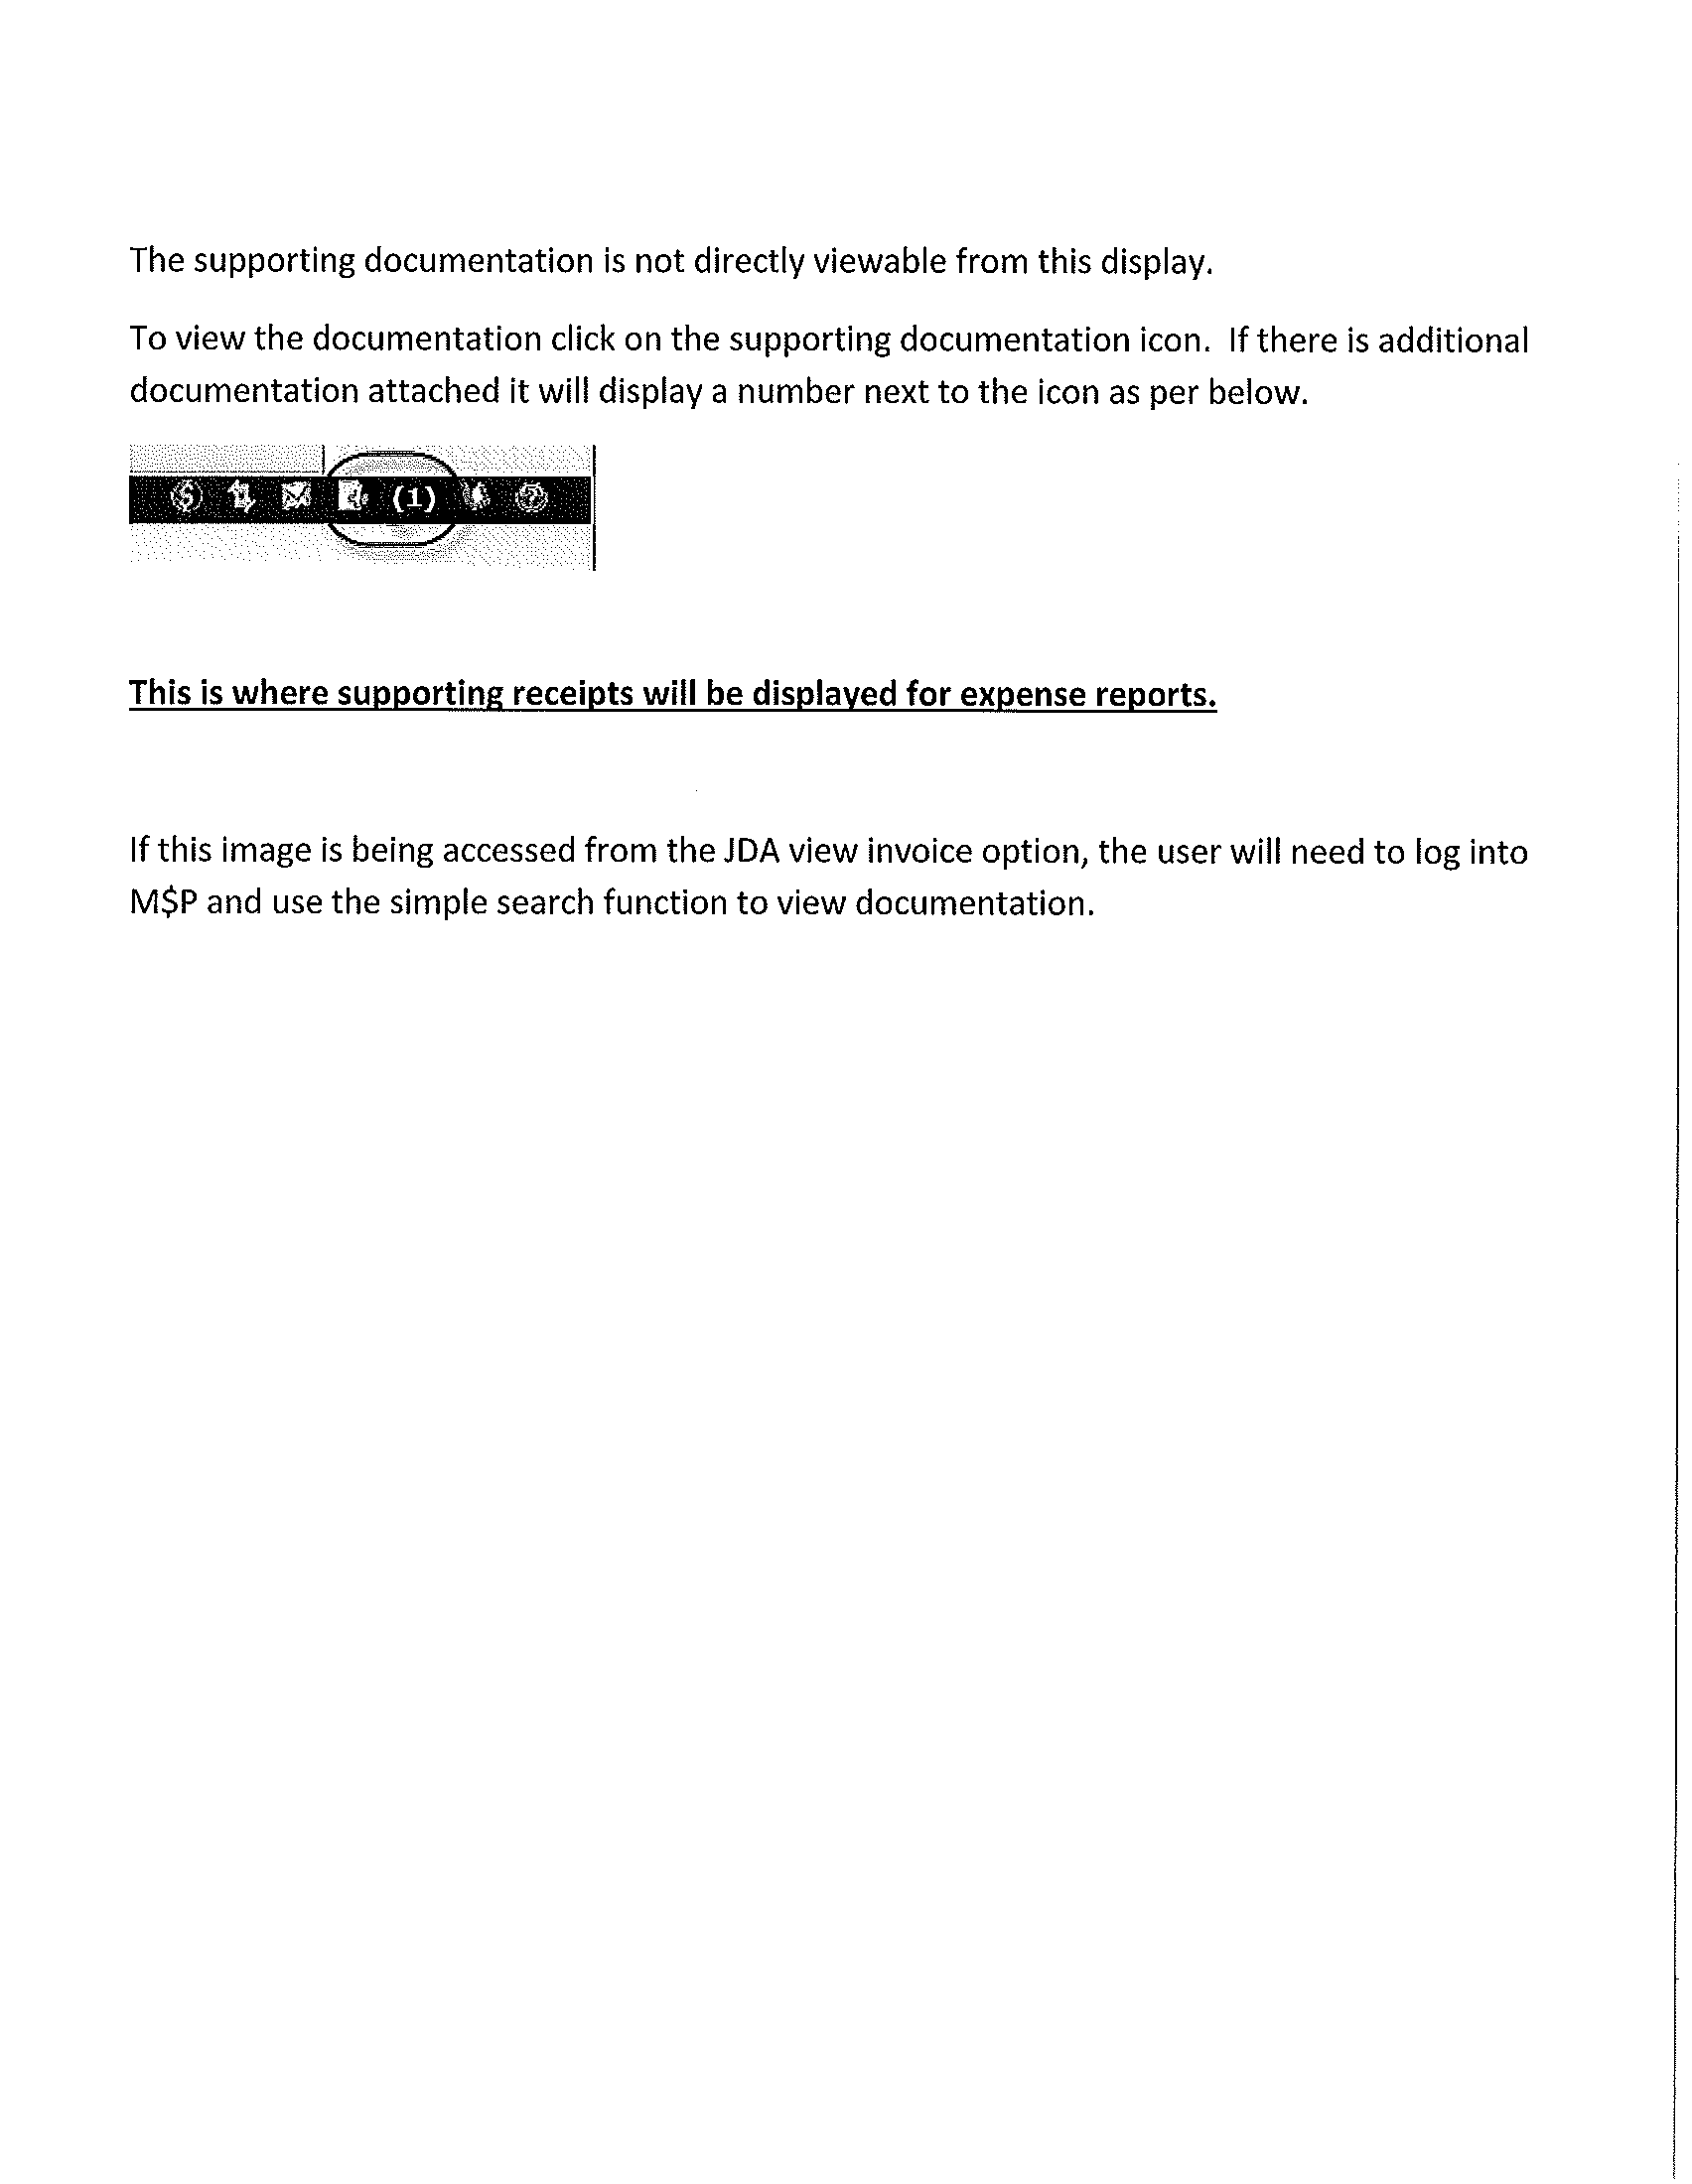 The supporting documentation is not directly viewable from this display.
To view the documentation click on the supporting documentation icon.  If there is additional
documentation attached it will display a number next to the icon as per below.
(1)
This is where supporting receipts will be displayed for expense reports.
If this image is being accessed from the JDA view invoice option, the user will need to log into
M$P and use the simple search function to view documentation.